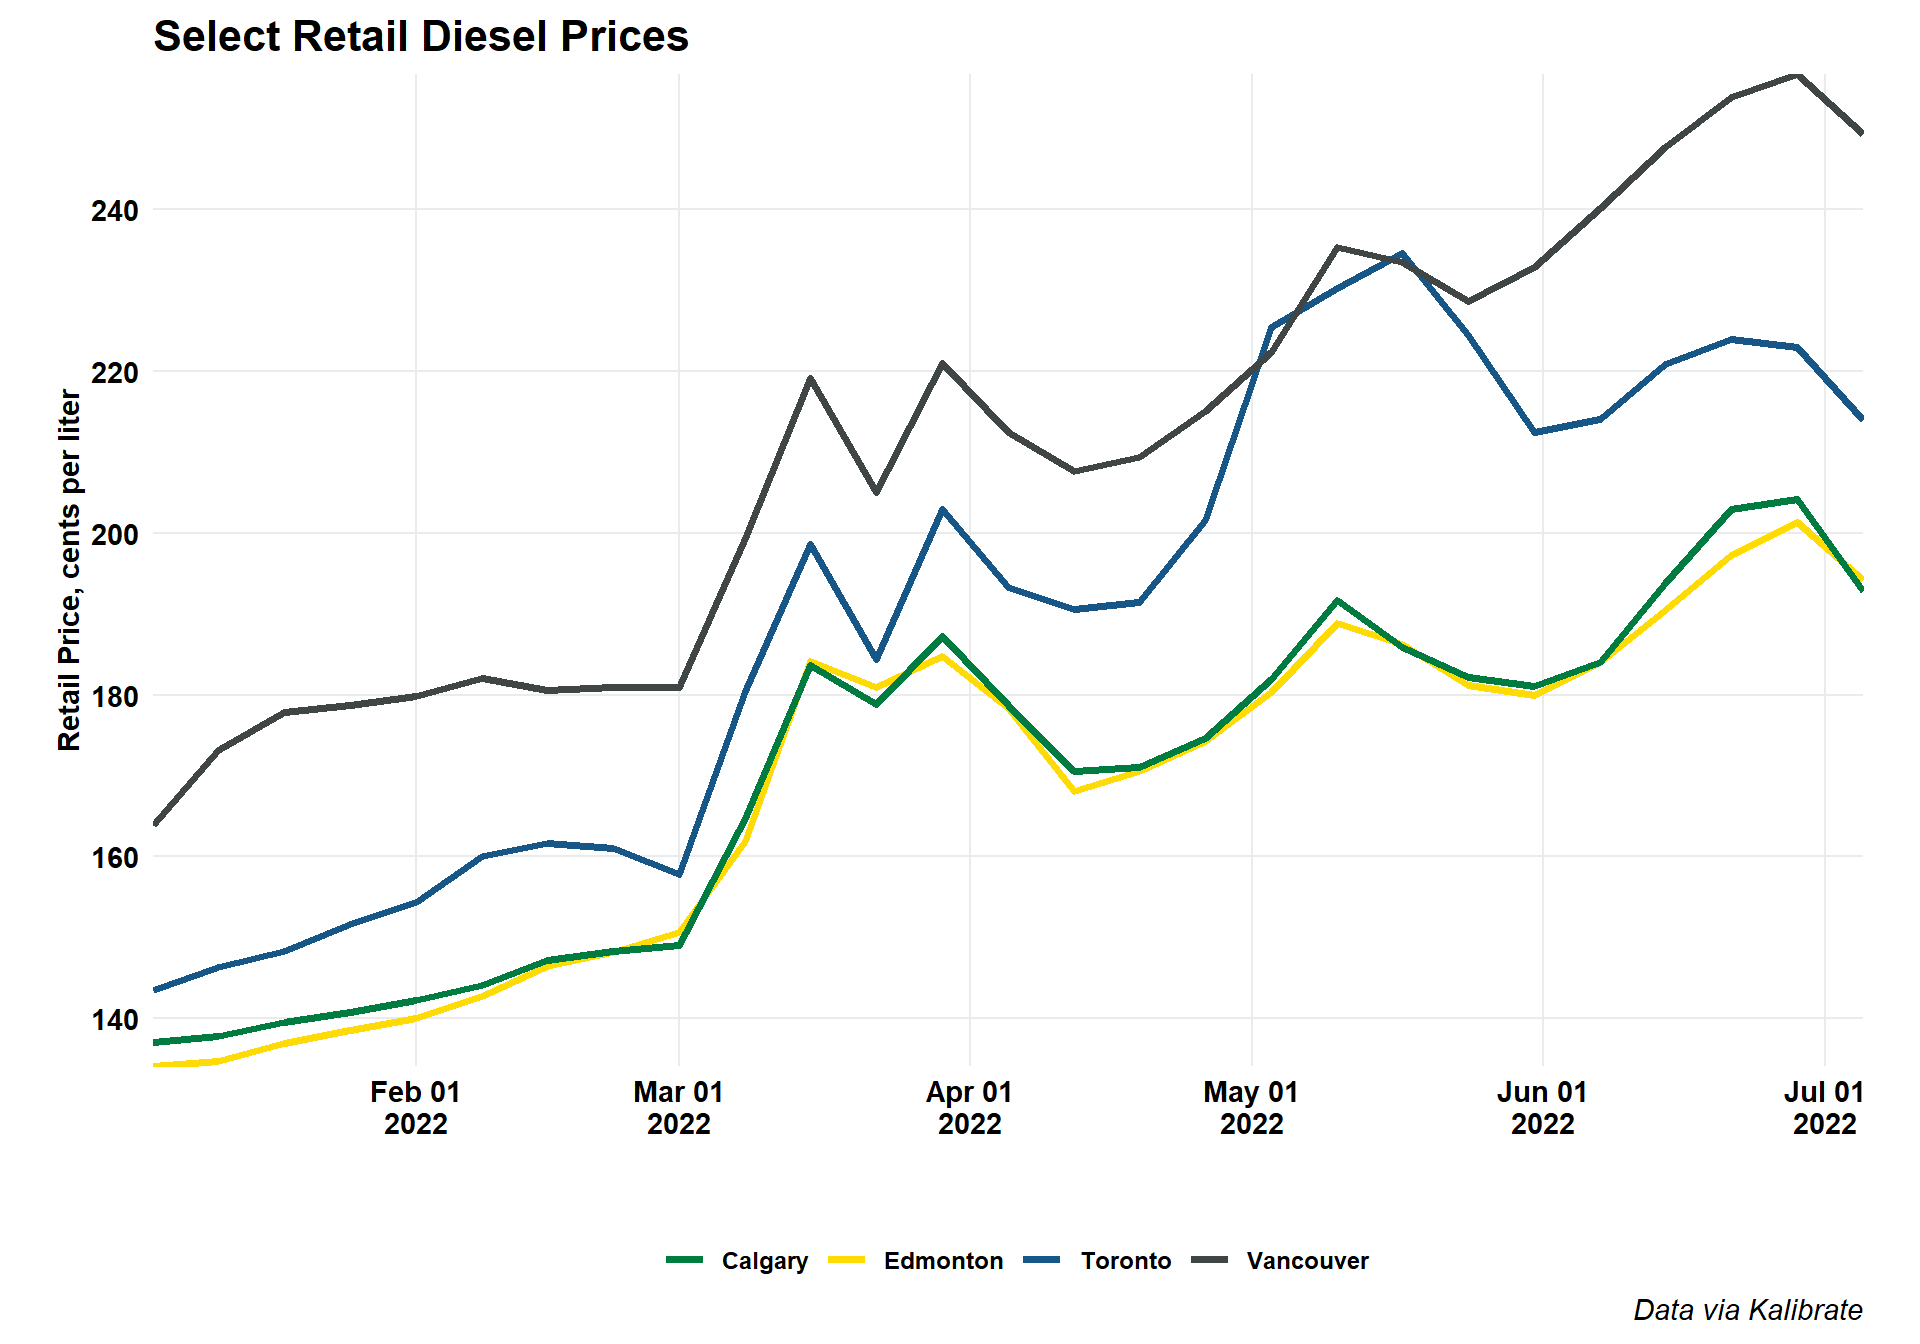 Select Retail Diesel Prices
Retail Price, cents per liter
240
220
200
180
160
140
Feb 01 Mar 01 Apr 01 May 01 Jun 01 Jul 01
2022 2022 2022 2022 2022 2022
Calgary Edmonton Toronto Vancouver
Data via Kalibrate